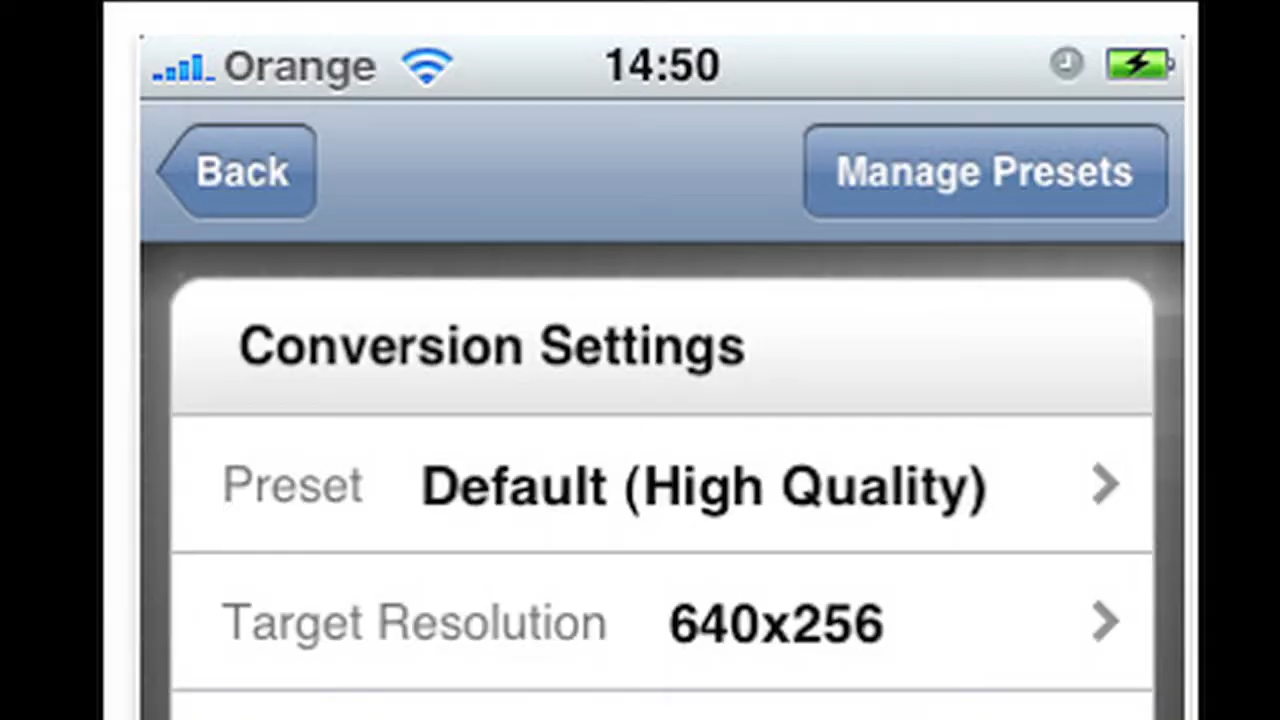 Orange 14:50
Back Manage Presets
Conversion Settings
Preset Default (High Quality)
Target Resolution 640x256